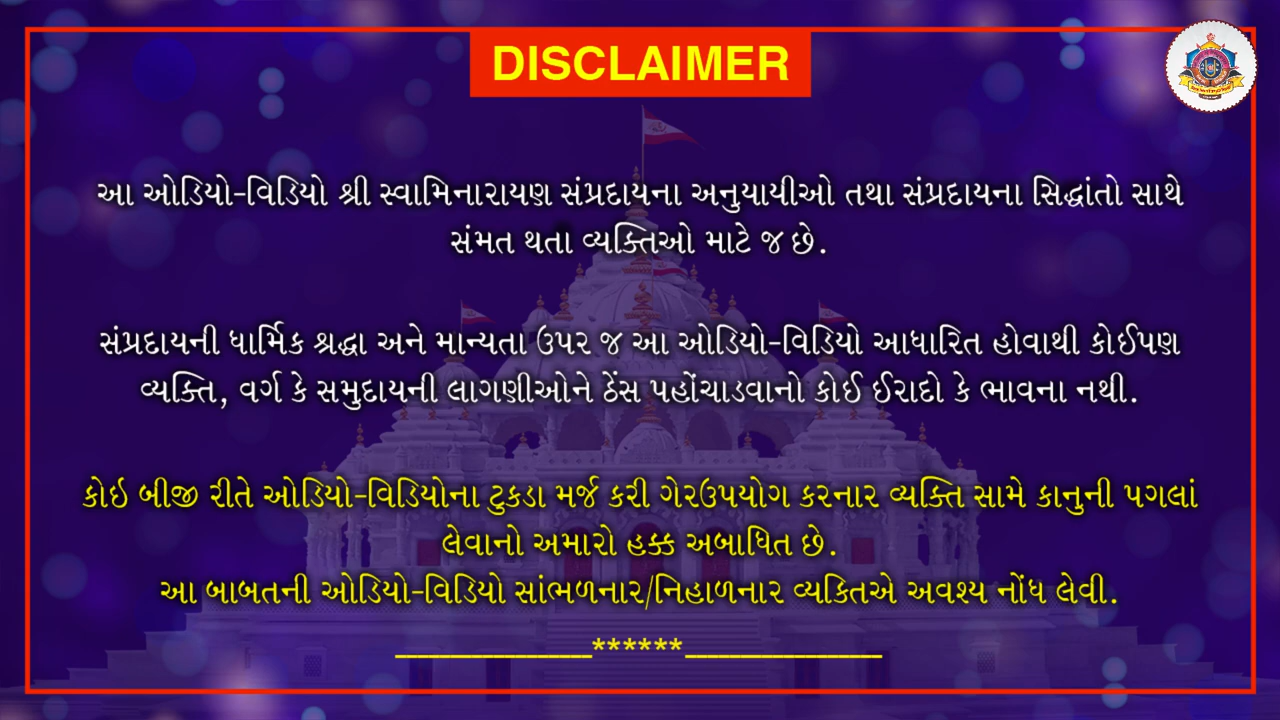 DISCLAIMER
આ ઓડિયો-વિડિયો શ્રી સ્વામિનારાયણ સંપ્રદાયના અનુયાયીઓ તથા સંપ્રદાયના સિદ્ધાંતો સાથે
સંમત થતા વ્યક્તિઓ માટે જ છે.
સંપ્રદાયની ધાર્મિક શ્રદ્ધા અને માન્યતા ઉપર જ આ ઓડિયો-વિડિયો આધારિત હોવાથી કોઈપણ
વ્યક્તિ, વર્ગ કે સમુદાયની લાગણીઓને ઠેંસ પહોંચાડવાનો કોઈ ઈરાદો કે ભાવના નથી.
કોઇ બીજી રીતે ઓડિયો-વિડિયોના ટુકડા મર્જ કરી ગેરઉપયોગ કરનાર વ્યક્તિ સામે કાનુની પગલાં
લેવાનો અમારો હક્ક અબાધિત છે.
આ બાબતની ઓડિયો-વિડિયો સાંભળનાર/નિહાળનાર વ્યકિતએ અવશ્ય નોંધ લેવી.
______________******______________